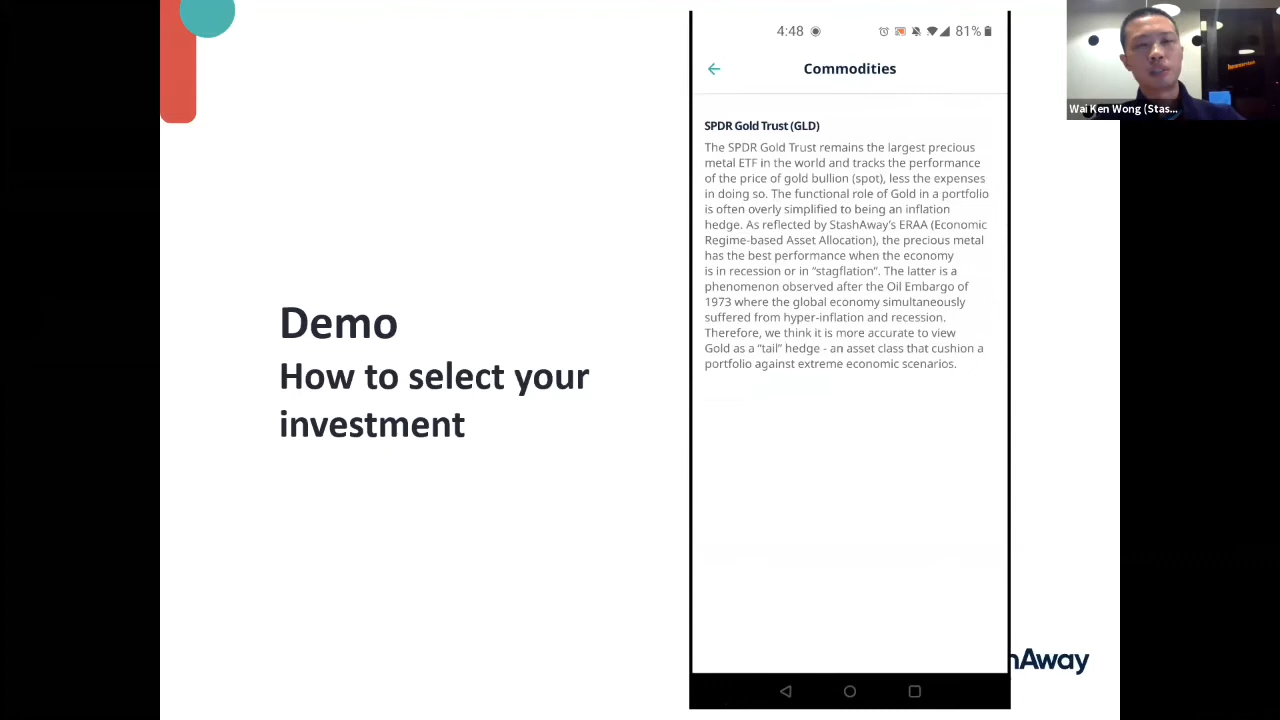 4:48
81%
Commodities
SPDR Gold Trust (GLD)
The SPDR Gold Trust remains the largest precious
metal ETF in the world and tracks the performance
of the price of gold bullion (spot), less the expenses
in doing so. The functional role of Gold in a portfolio
is often overly simplified to being an inflation
hedge. As reflected by StashAway's ERAA (Economic
Regime-based Asset Allocation), the precious metal
has the best performance when the economy
is in recession or in "stagflation". The latter is a
phenomenon observed after the Oil Embargo of
1973 where the global economy simultaneously
suffered from hyper-inflation and recession.
Therefore, we think it is more accurate to view
Gold as a "tail" hedge - an asset class that cushion a
portfolio against extreme economic scenarios.
Demo
How to select your
investment
Wai Ken Wong (Stas...
hAway